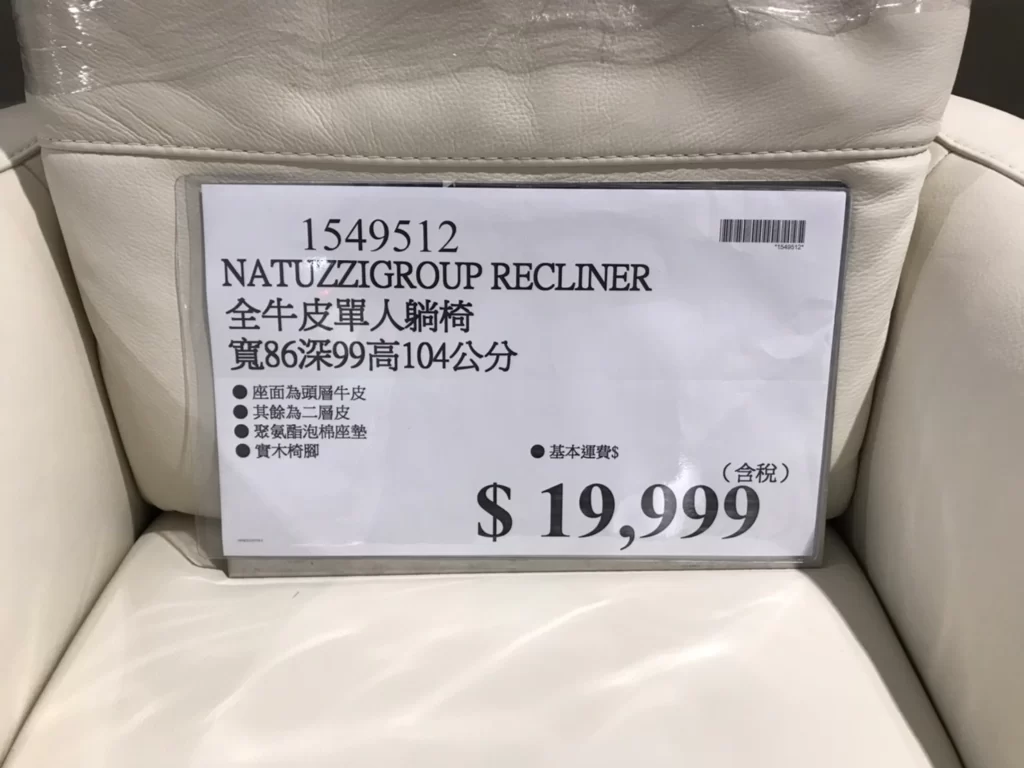 1549512
*1549512*
NATUZZIGROUP RECLINER
全牛皮單人躺椅
寬86深99高104公分
● 座面為頭層牛皮
● 其餘為二層皮
● 聚氨酯泡棉座墊
● 實木椅腳
● 基本運費$
（含稅）
$ 19,999